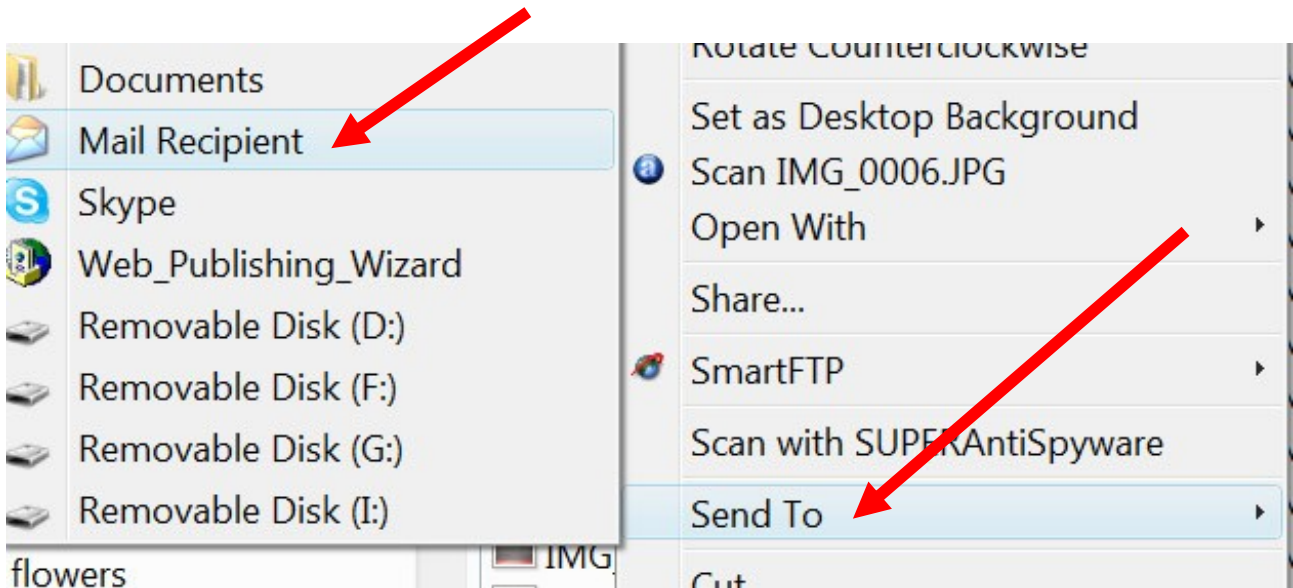 Documents
Mail Recipient
Skype
Web_Publishing_Wizard
Removable Disk (D:)
Removable Disk (F:)
Removable Disk (G:)
Removable Disk (I:)
flowers
IMG
Rotate Counterclockwise
Set as Desktop Background
Scan IMG_0006.JPG
Open With
Share...
SmartFTP
Scan with SUPERAntiSpyware
Send To
Cut